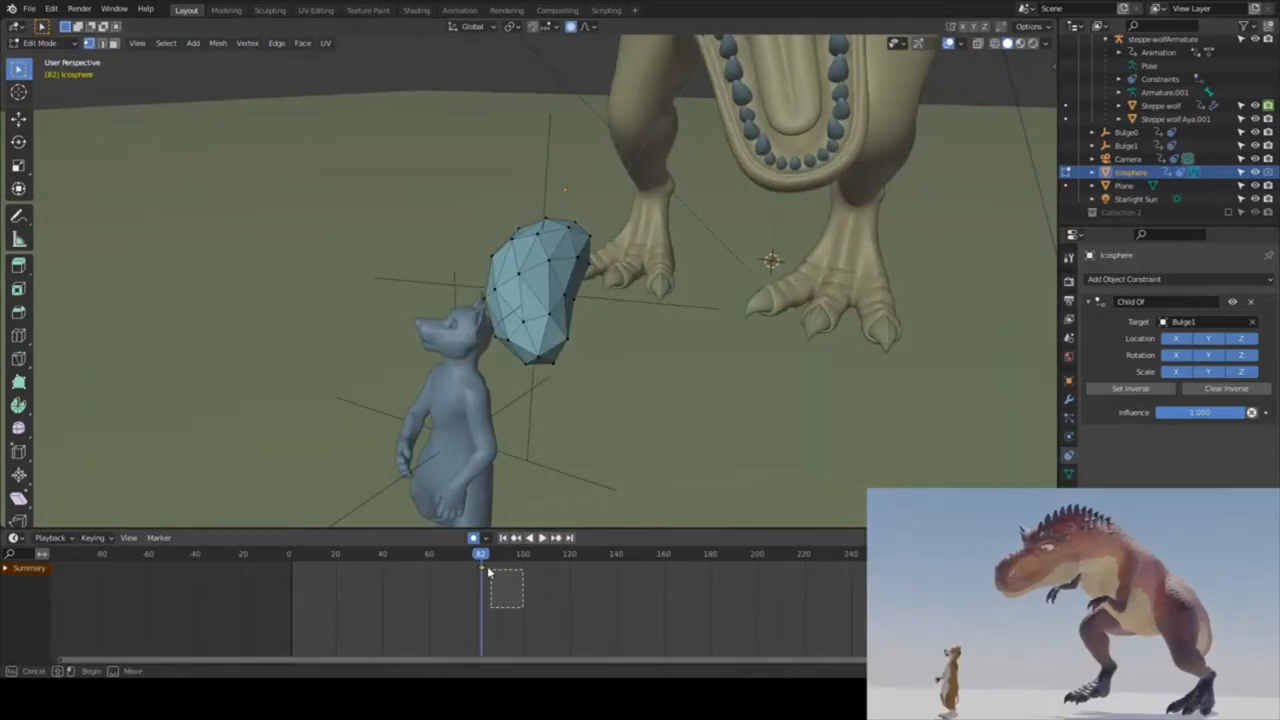 File Edit Render Window Help Layout Modeling Sculpting UV Editing Texture Paint Shading Animation Rendering Compositing Scripting + Scene View Layer
Global Options
Edit Mode View Select Add Mesh Vertex Edge Face UV X Y Z
User Perspective
(82) Icosphere
steppe-wolfArmature
Animation
Pose
Constraints
Armature.001
Steppe wolf
Steppe wolf Aya.001
Bulge0
Bulge1
Camera
Icosphere
Plane
Starlight Sun
Collection 2
Icosphere
Add Object Constraint
Child Of
Target Bulge1
Location X Y Z
Rotation X Y Z
Scale X Y Z
Set Inverse Clear Inverse
Influence 1.000
Playback Keying View Marker
-80 -60 -40 -20 0 20 40 60 82 100 120 140 160 180 200 220 240
Summary
Cancel Begin Move